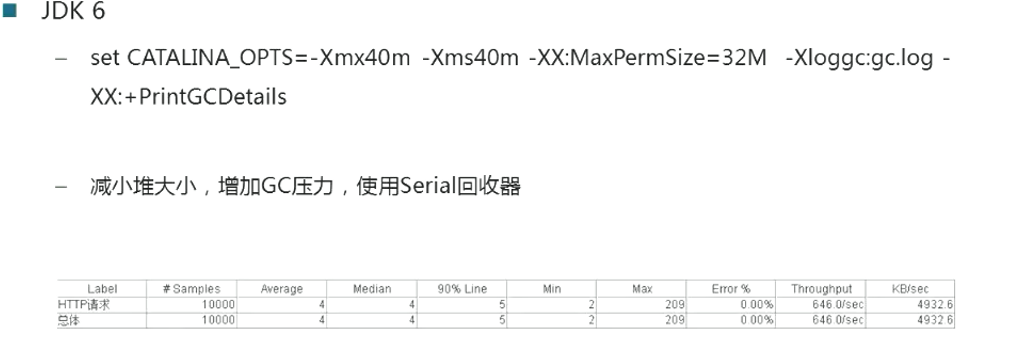 JDK 6
– set CATALINA_OPTS=-Xmx40m -Xms40m -XX:MaxPermSize=32M -Xloggc:gc.log -
XX:+PrintGCDetails
– 减小堆大小，增加GC压力，使用Serial回收器
Label # Samples Average Median 90% Line Min Max Error % Throughput KB/sec
HTTP请求 10000 4 4 5 2 209 0.00% 646.0/sec 4932.6
总体 10000 4 4 5 2 209 0.00% 646.0/sec 4932.6